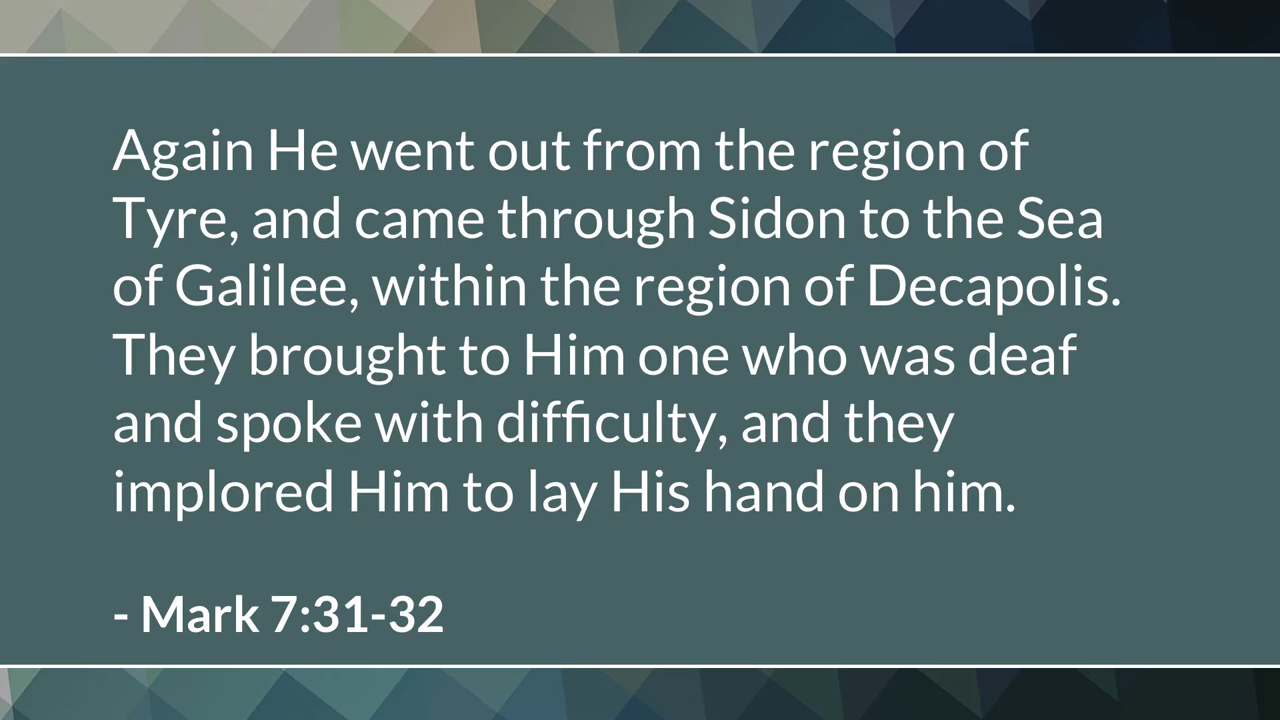 Again He went out from the region of
Tyre, and came through Sidon to the Sea
of Galilee, within the region of Decapolis.
They brought to Him one who was deaf
and spoke with difficulty, and they
implored Him to lay His hand on him.
- Mark 7:31-32